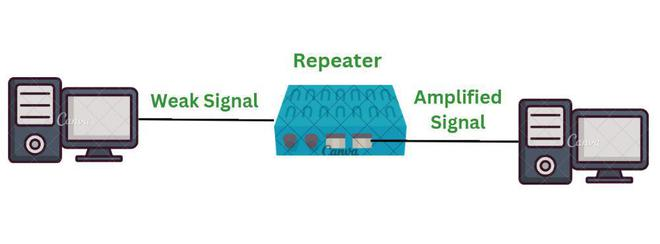 Repeater
Weak Signal
Amplified
Signal
Canva
Canva
Canva